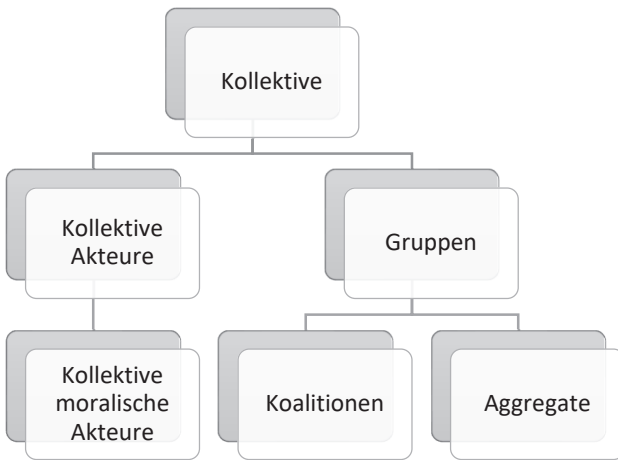 Kollektive
Kollektive
Akteure
Gruppen
Kollektive
moralische
Akteure
Koalitionen
Aggregate